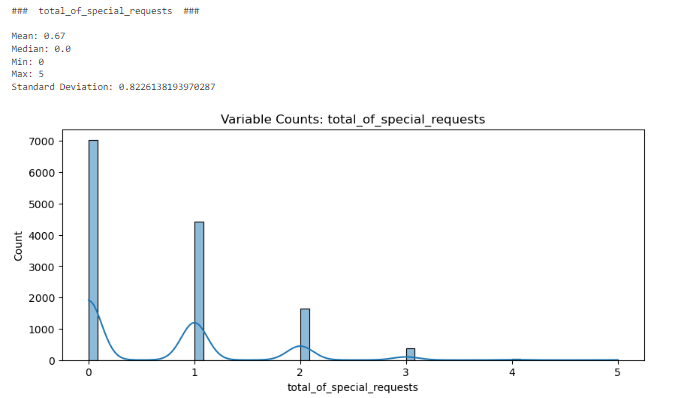 ### total_of_special_requests ###
Mean: 0.67
Median: 0.0
Min: 0
Max: 5
Standard Deviation: 0.8226138193970287
Variable Counts: total_of_special_requests
7000
6000
5000
4000
3000
2000
1000
0
Count
0 1 2 3 4 5
total_of_special_requests